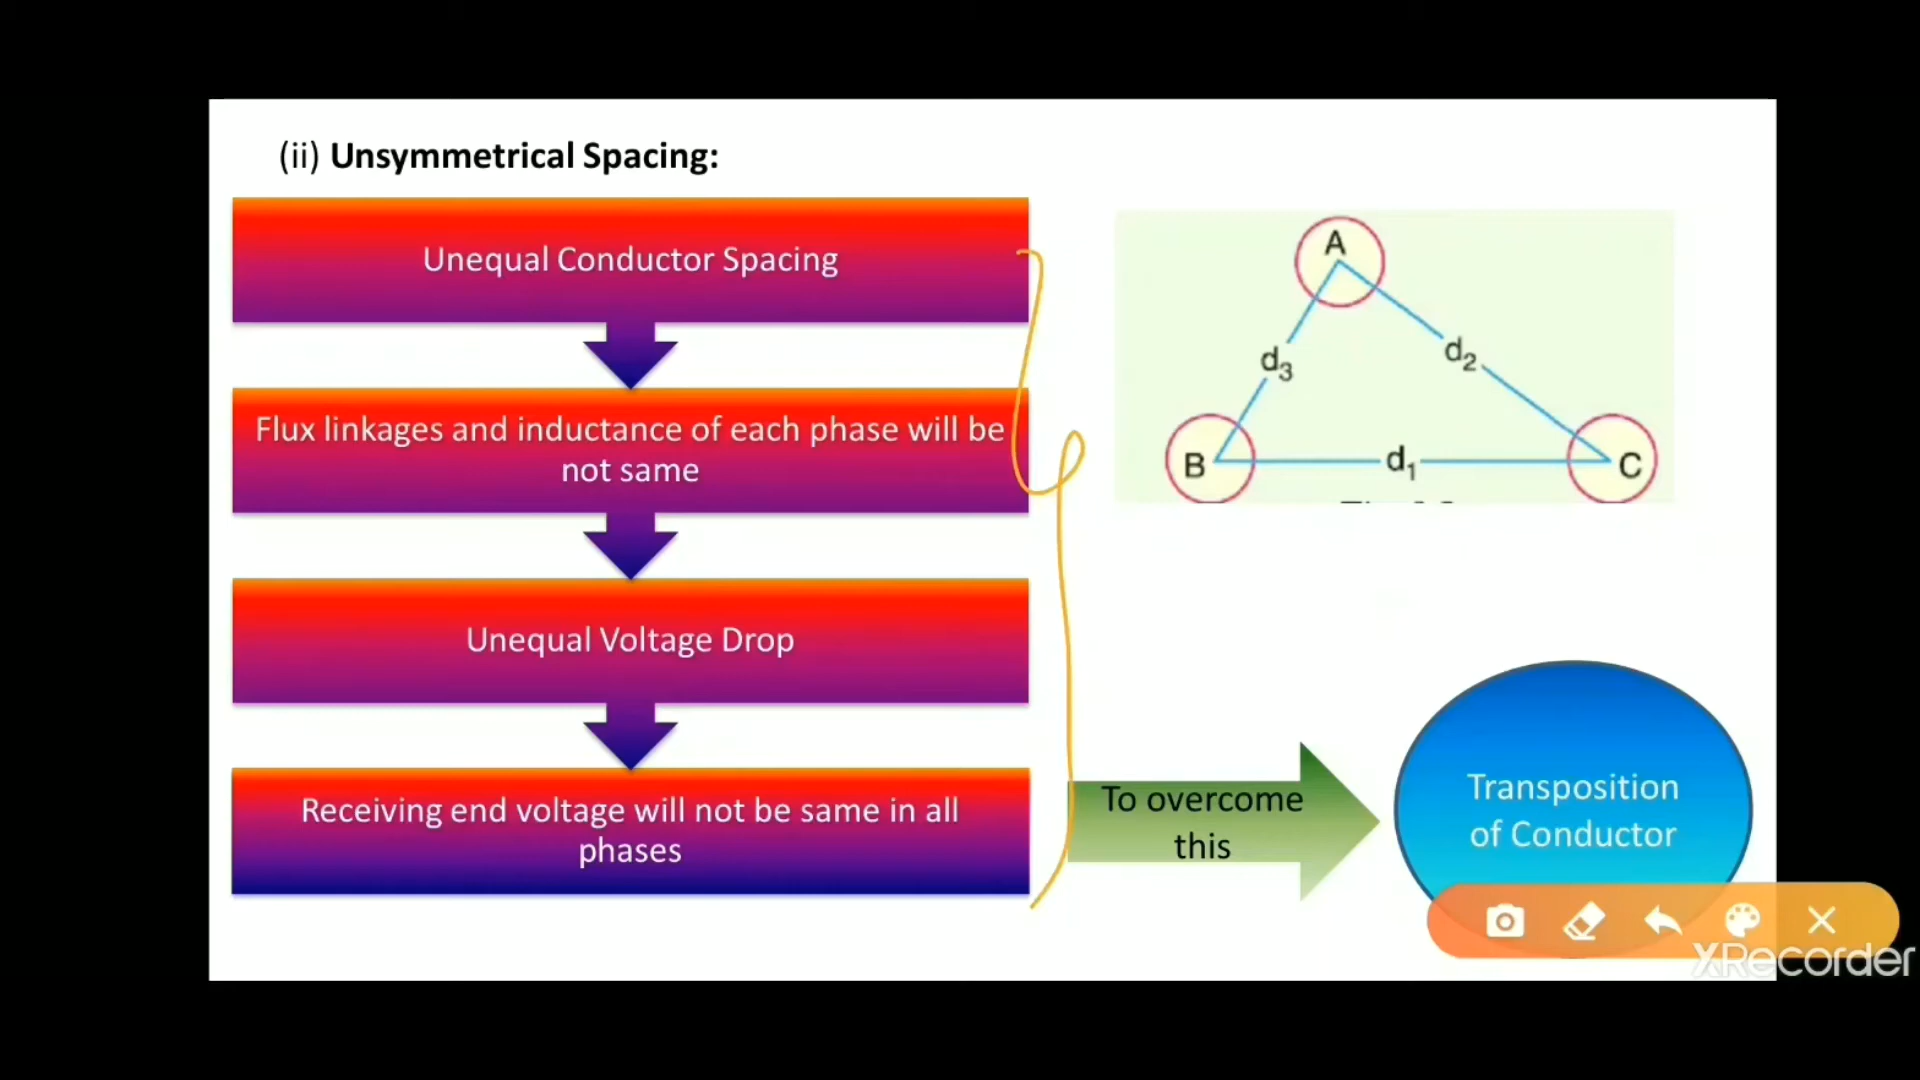 (ii) Unsymmetrical Spacing:
Unequal Conductor Spacing
Flux linkages and inductance of each phase will be
not same
Unequal Voltage Drop
Receiving end voltage will not be same in all
phases
A
d3
d2
B
d1
C
To overcome
this
Transposition
of Conductor
XRecorder